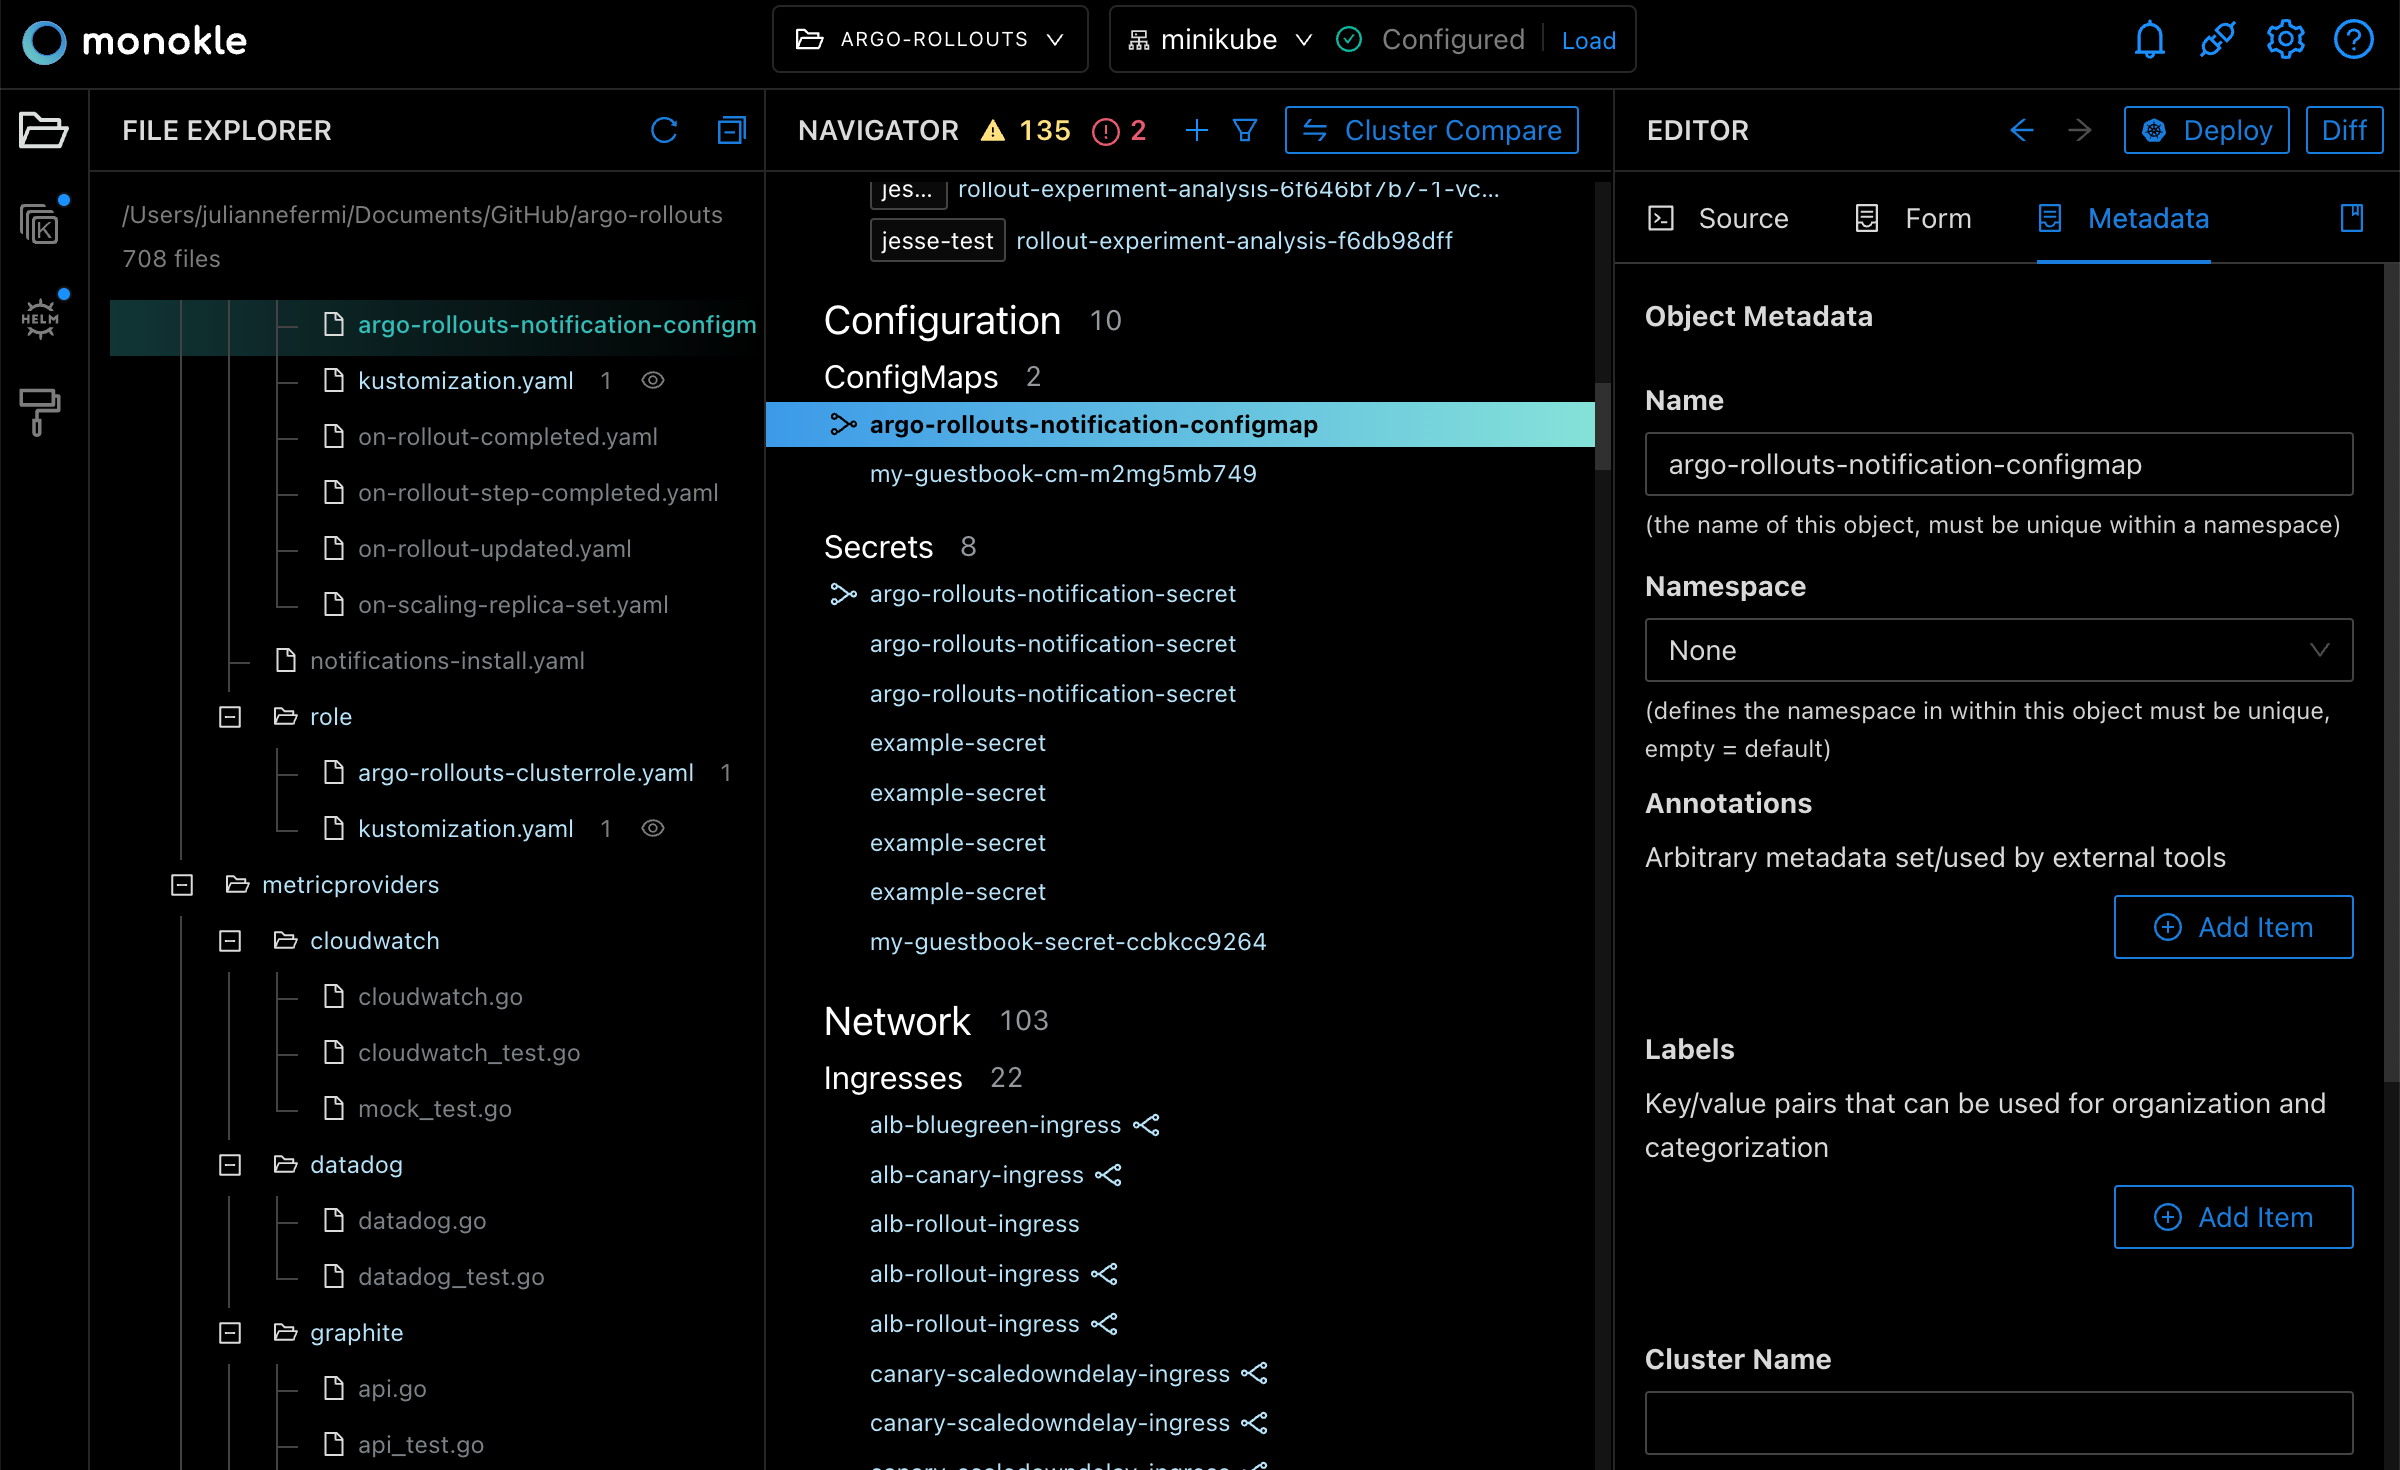 monokle
ARGO-ROLLOUTS
minikube
Configured
Load
FILE EXPLORER
/Users/juliannefermi/Documents/GitHub/argo-rollouts
708 files
argo-rollouts-notification-configm
kustomization.yaml 1
on-rollout-completed.yaml
on-rollout-step-completed.yaml
on-rollout-updated.yaml
on-scaling-replica-set.yaml
notifications-install.yaml
role
argo-rollouts-clusterrole.yaml 1
kustomization.yaml 1
metricproviders
cloudwatch
cloudwatch.go
cloudwatch_test.go
mock_test.go
datadog
datadog.go
datadog_test.go
graphite
api.go
api_test.go
K
HELM
NAVIGATOR 135 2
Cluster Compare
jes... rollout-experiment-analysis-6f646bf7b7-1-vc...
jesse-test rollout-experiment-analysis-f6db98dff
Configuration 10
ConfigMaps 2
argo-rollouts-notification-configmap
my-guestbook-cm-m2mg5mb749
Secrets 8
argo-rollouts-notification-secret
argo-rollouts-notification-secret
argo-rollouts-notification-secret
example-secret
example-secret
example-secret
example-secret
my-guestbook-secret-ccbkcc9264
Network 103
Ingresses 22
alb-bluegreen-ingress
alb-canary-ingress
alb-rollout-ingress
alb-rollout-ingress
alb-rollout-ingress
canary-scaledowndelay-ingress
canary-scaledowndelay-ingress
canary-scaledowndelay-ingress
EDITOR
Deploy
Diff
Source
Form
Metadata
Object Metadata
Name
argo-rollouts-notification-configmap
(the name of this object, must be unique within a namespace)
Namespace
None
(defines the namespace in within this object must be unique,
empty = default)
Annotations
Arbitrary metadata set/used by external tools
Add Item
Labels
Key/value pairs that can be used for organization and
categorization
Add Item
Cluster Name